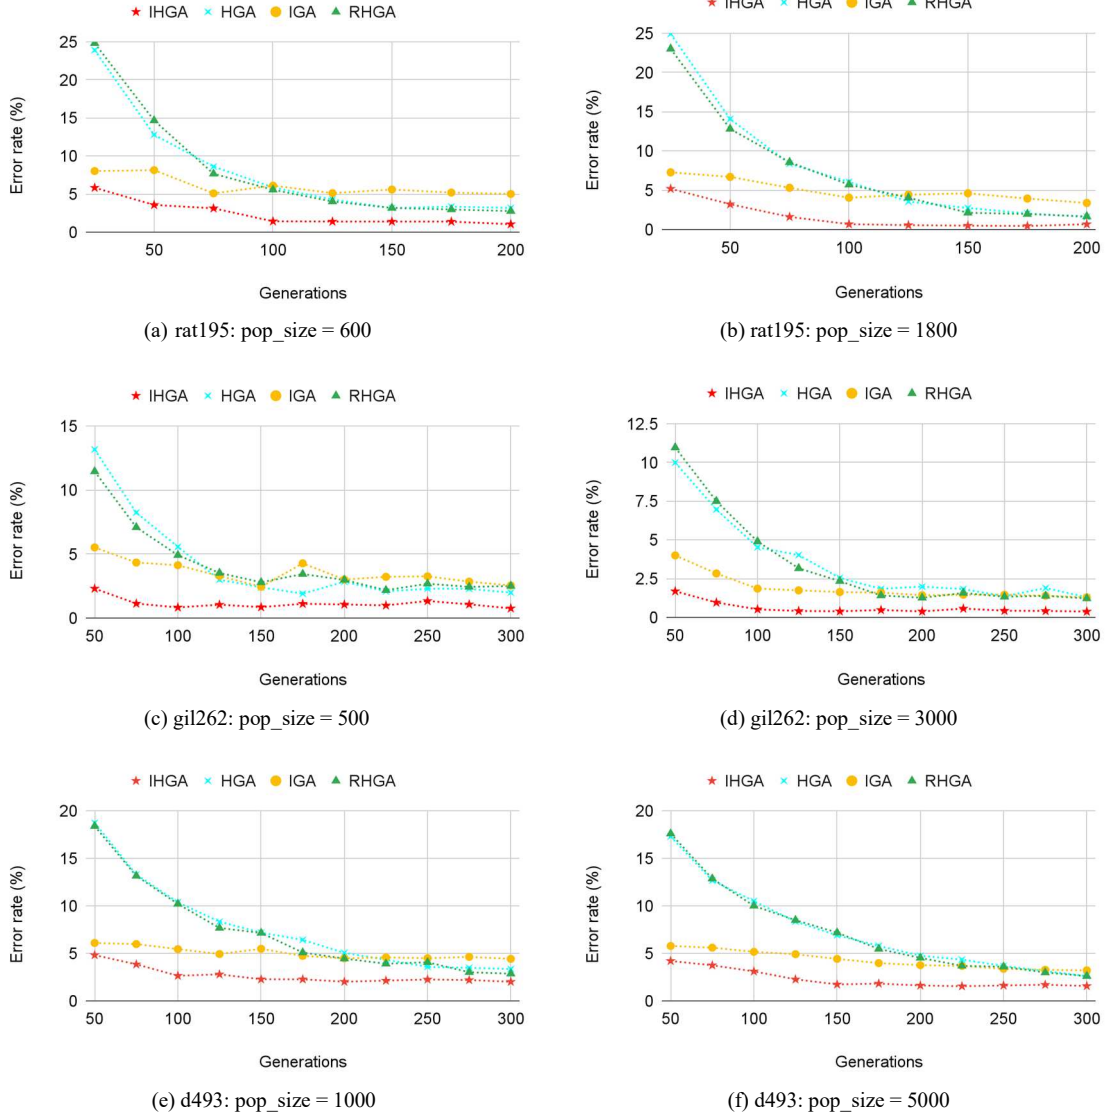 IHGA HGA IGA RHGA
25
20
15
10
5
0
Error rate (%)
50 100 150 200
Generations
(a) rat195: pop_size = 600
IHGA HGA IGA RHGA
25
20
15
10
5
0
Error rate (%)
50 100 150 200
Generations
(b) rat195: pop_size = 1800
IHGA HGA IGA RHGA
15
10
5
0
Error rate (%)
50 100 150 200 250 300
Generations
(c) gil262: pop_size = 500
IHGA HGA IGA RHGA
12.5
10
7.5
5
2.5
0
Error rate (%)
50 100 150 200 250 300
Generations
(d) gil262: pop_size = 3000
IHGA HGA IGA RHGA
20
15
10
5
0
Error rate (%)
50 100 150 200 250 300
Generations
(e) d493: pop_size = 1000
IHGA HGA IGA RHGA
20
15
10
5
0
Error rate (%)
50 100 150 200 250 300
Generations
(f) d493: pop_size = 5000